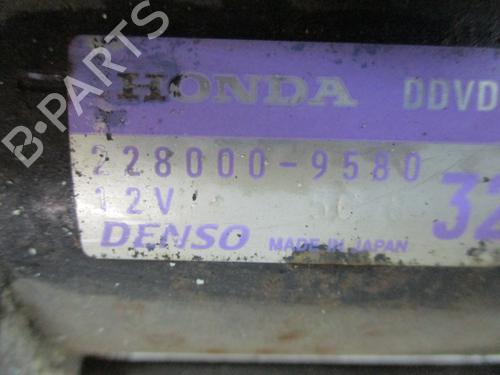 HONDA DDVD
228000-9580
12V 32
DENSO MADE IN JAPAN
B-PARTS